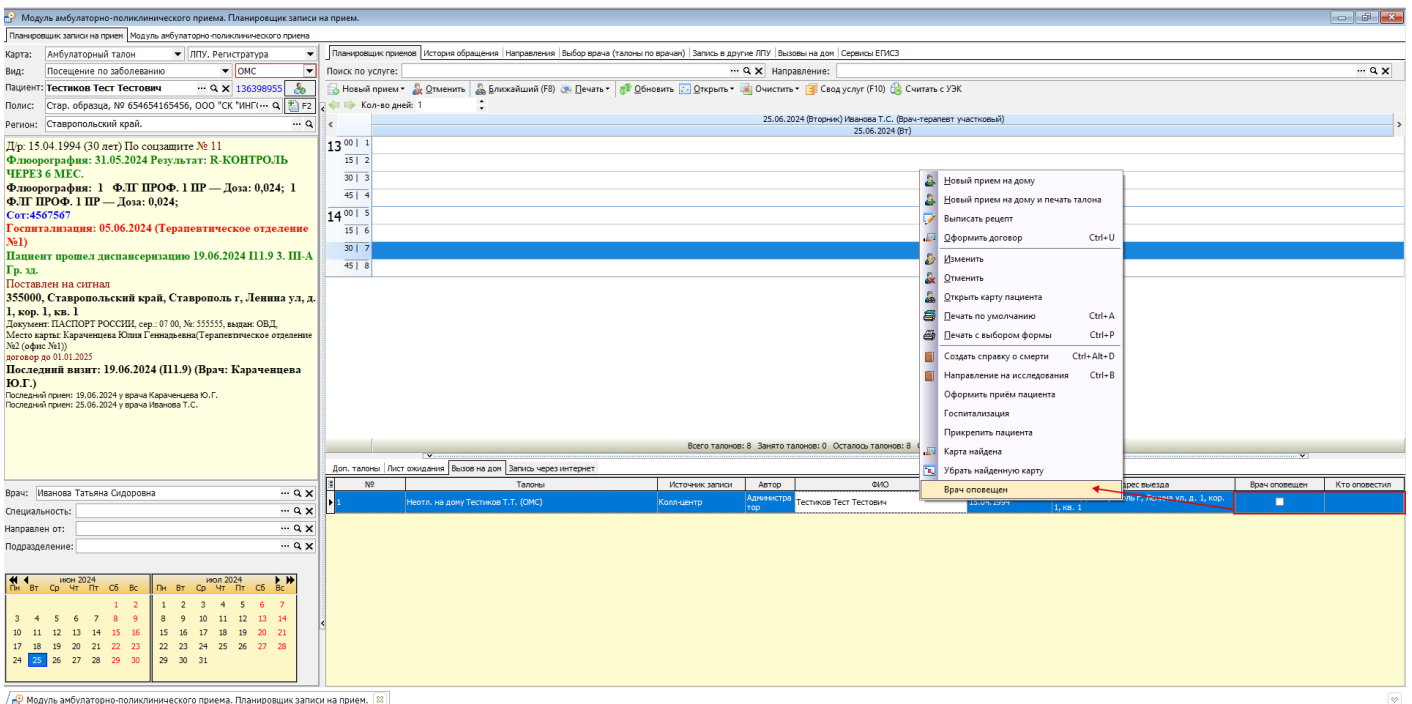 Модуль амбулаторно-поликлинического приема. Планировщик записи на прием.
Планировщик записи на прием Модуль амбулаторно-поликлинического приема
Карта: Амбулаторный талон ЛПУ. Регистратура
Вид: Посещение по заболеванию ОМС
Пациент: Тестиков Тест Тестович 136398955
Полис: Стар. образца, № 654654165456, ООО "СК "ИНГ F2
Регион: Ставропольский край.
Д/р: 15.04.1994 (30 лет) По соцзащите № 11
Флюорография: 31.05.2024 Результат: R-КОНТРОЛЬ
ЧЕРЕЗ 6 МЕС.
Флюорография: 1 ФЛГ ПРОФ. 1 ПР — Доза: 0,024; 1
ФЛГ ПРОФ. 1 ПР — Доза: 0,024;
Сот:4567567
Госпитализация: 05.06.2024 (Терапевтическое отделение
№1)
Пациент прошел диспансеризацию 19.06.2024 I11.9 3. III-А
Гр. зд.
Поставлен на сигнал
355000, Ставропольский край, Ставрополь г, Ленина ул, д.
1, кор. 1, кв. 1
Документ: ПАСПОРТ РОССИИ, сер.: 07 00, №: 555555, выдан: ОВД,
Место карты: Караченцева Юлия Геннадьевна(Терапевтическое отделение
№2 (офис №1))
договор до 01.01.2025
Последний визит: 19.06.2024 (I11.9) (Врач: Караченцева
Ю.Г.)
Последний прием: 19.06.2024 у врача Караченцева Ю.Г.
Последний прием: 25.06.2024 у врача Иванова Т.С.
Врач: Иванова Татьяна Сидоровна
Специальность:
Направлен от:
Подразделение:
июн 2024 июл 2024
Пн Вт Ср Чт Пт Сб Вс Пн Вт Ср Чт Пт Сб Вс
1 2 1 2 3 4 5 6 7
3 4 5 6 7 8 9 8 9 10 11 12 13 14
10 11 12 13 14 15 16 15 16 17 18 19 20 21
17 18 19 20 21 22 23 22 23 24 25 26 27 28
24 25 26 27 28 29 30 29 30 31
Планировщик приемов История обращения Направления Выбор врача (талоны по врачам) Запись в другие ЛПУ Вызовы на дом Сервисы ЕГИСЗ
Поиск по услуге: Направление:
Новый прием Отменить Ближайший (F8) Печать Обновить Открыть Очистить Свод услуг (F10) Считать с УЭК
Кол-во дней: 1
25.06.2024 (Вторник) Иванова Т.С. (Врач-терапевт участковый)
25.06.2024 (Вт)
13 00 | 1
15 | 2
30 | 3
45 | 4
14 00 | 5
15 | 6
30 | 7
45 | 8
Новый прием на дому
Новый прием на дому и печать талона
Выписать рецепт
Оформить договор Ctrl+U
Изменить
Отменить
Открыть карту пациента
Печать по умолчанию Ctrl+A
Печать с выбором формы Ctrl+P
Создать справку о смерти Ctrl+Alt+D
Направление на исследования Ctrl+B
Оформить приём пациента
Госпитализация
Прикрепить пациента
Карта найдена
Убрать найденную карту
Врач оповещен
Всего талонов: 8 Занято талонов: 0 Осталось талонов: 8
Доп. талоны Лист ожидания Вызов на дом Запись через интернет
№ Талоны Источник записи Автор ФИО рес выезда Врач оповещен Кто оповестил
1 Неотл. на дому Тестиков Т.Т. (ОМС) Колл-центр Администра Тестиков Тест Тестович 15.04.1994 оль г, Ленина ул, д. 1, кор.
тор 1, кв. 1
Модуль амбулаторно-поликлинического приема. Планировщик записи на прием.